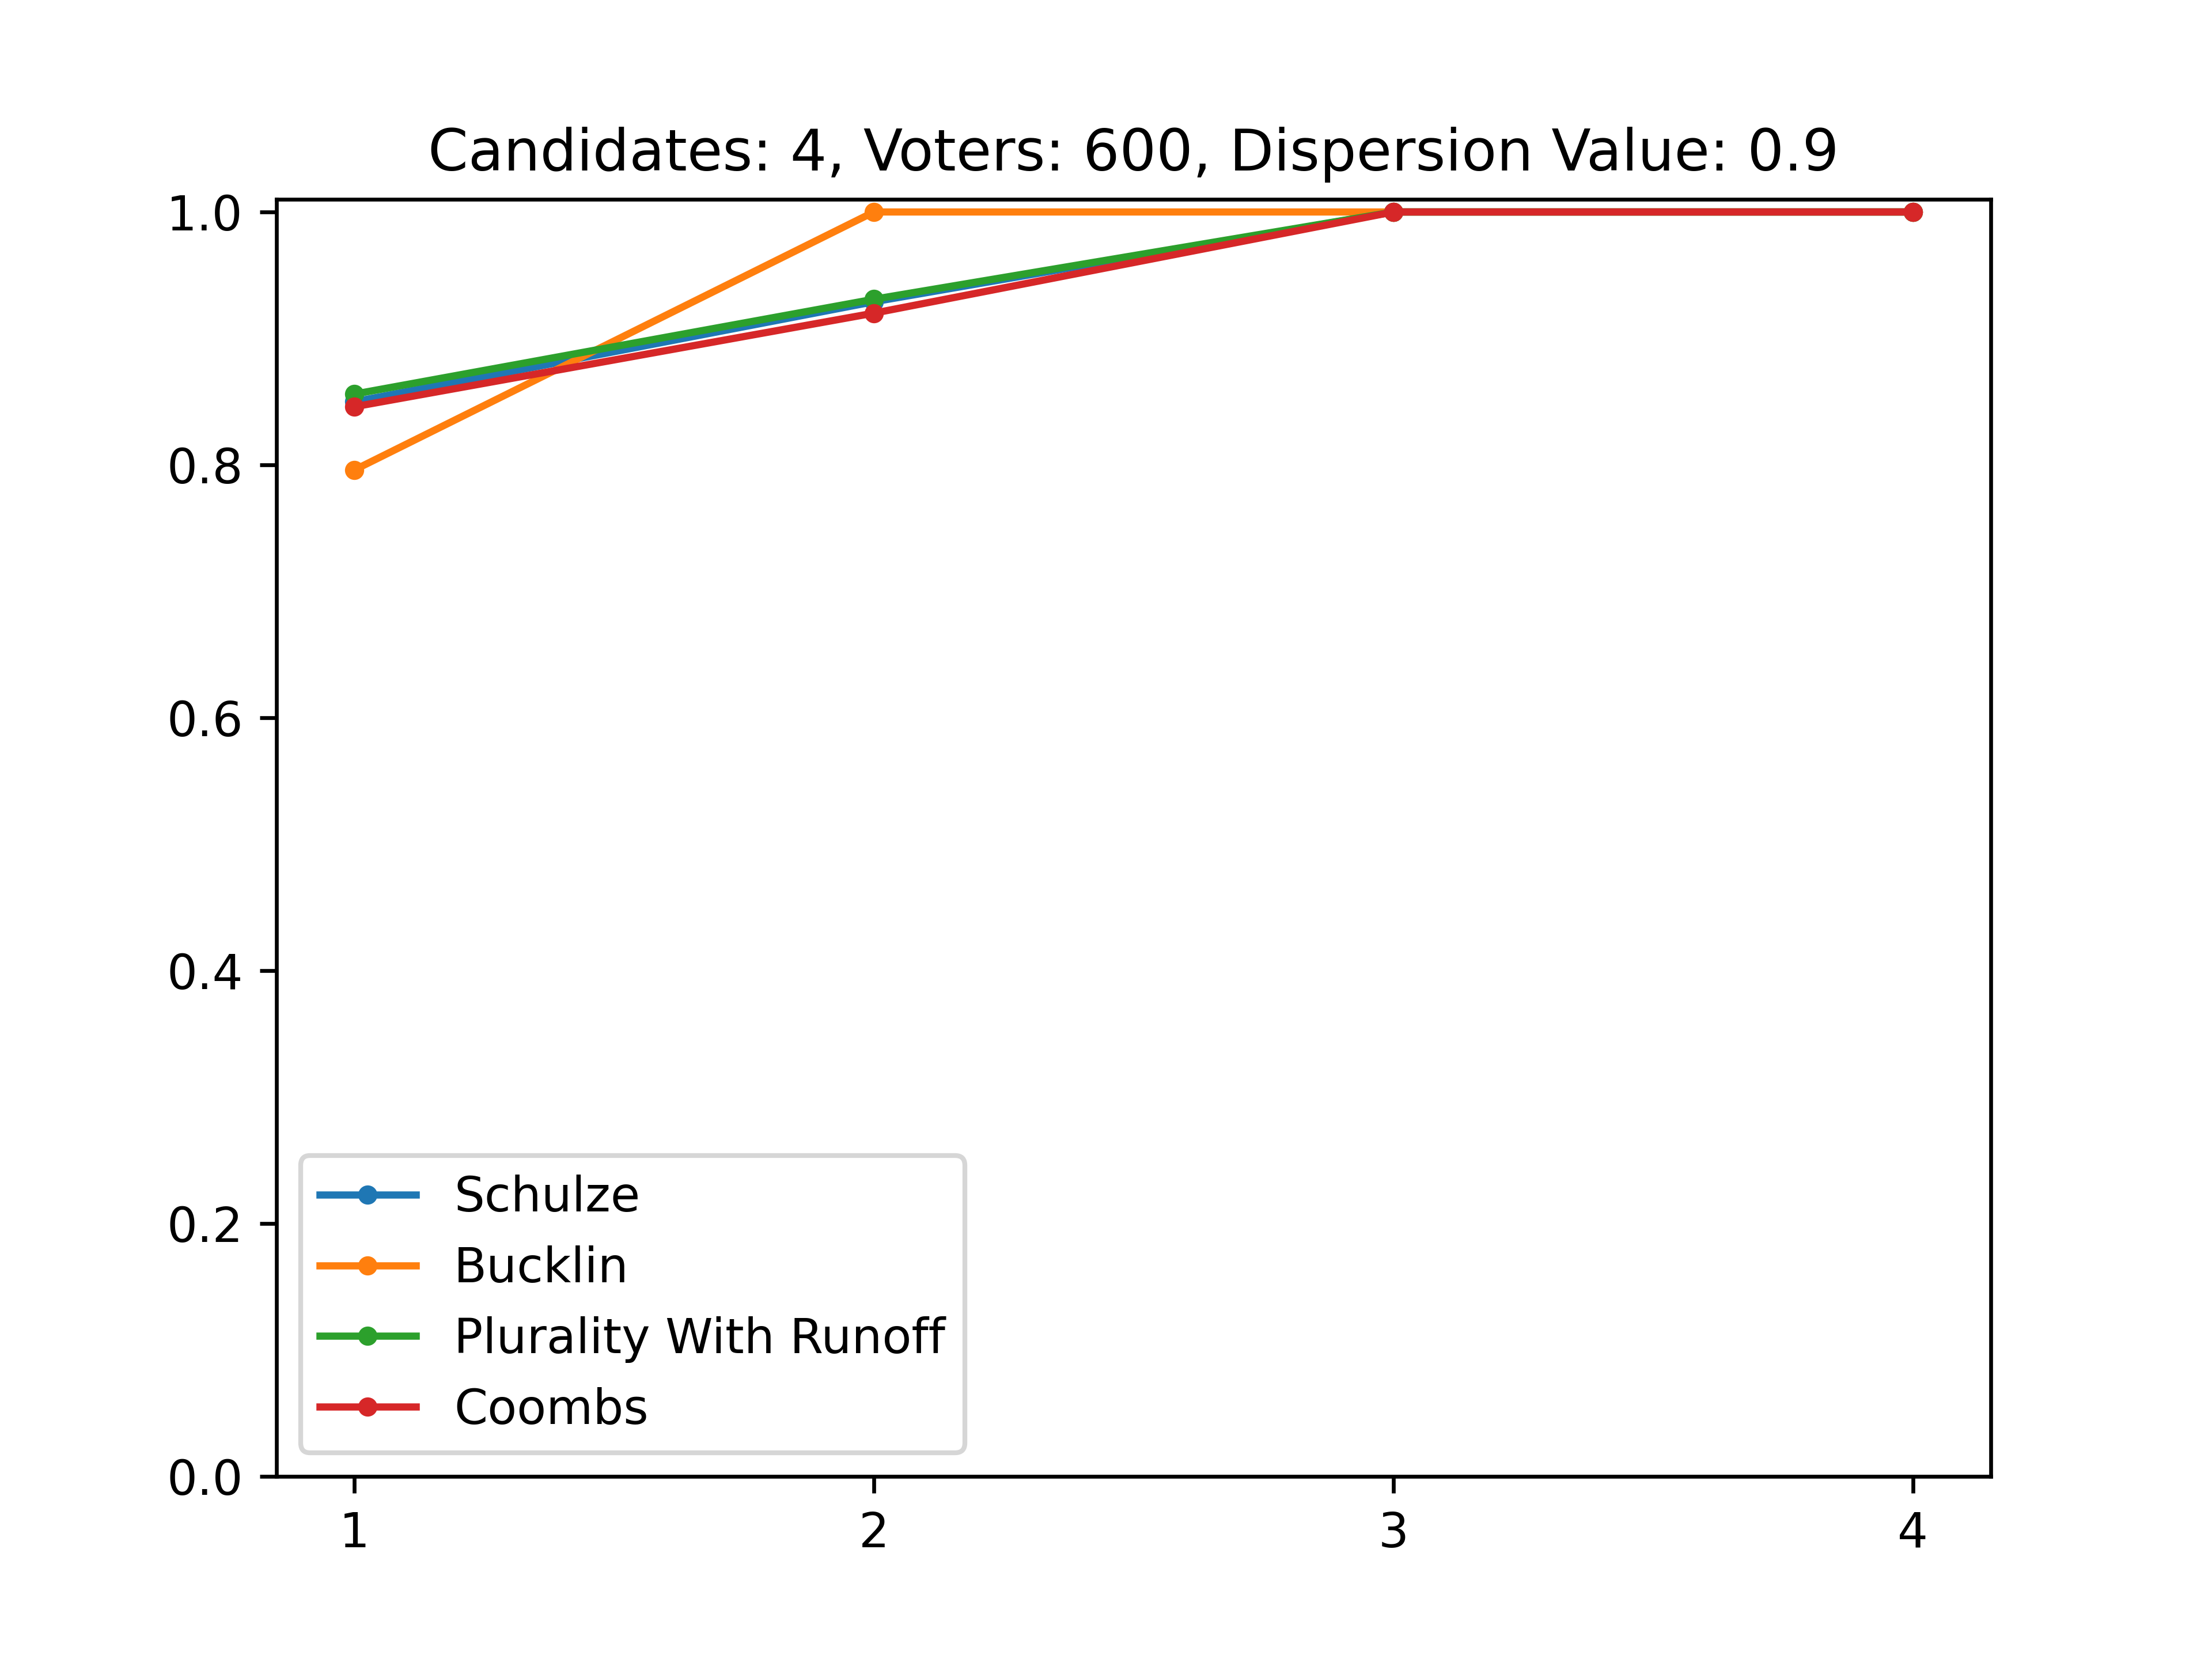 Candidates: 4, Voters: 600, Dispersion Value: 0.9
1.0
0.8
0.6
0.4
0.2
0.0
Schulze
Bucklin
Plurality With Runoff
Coombs
1 2 3 4